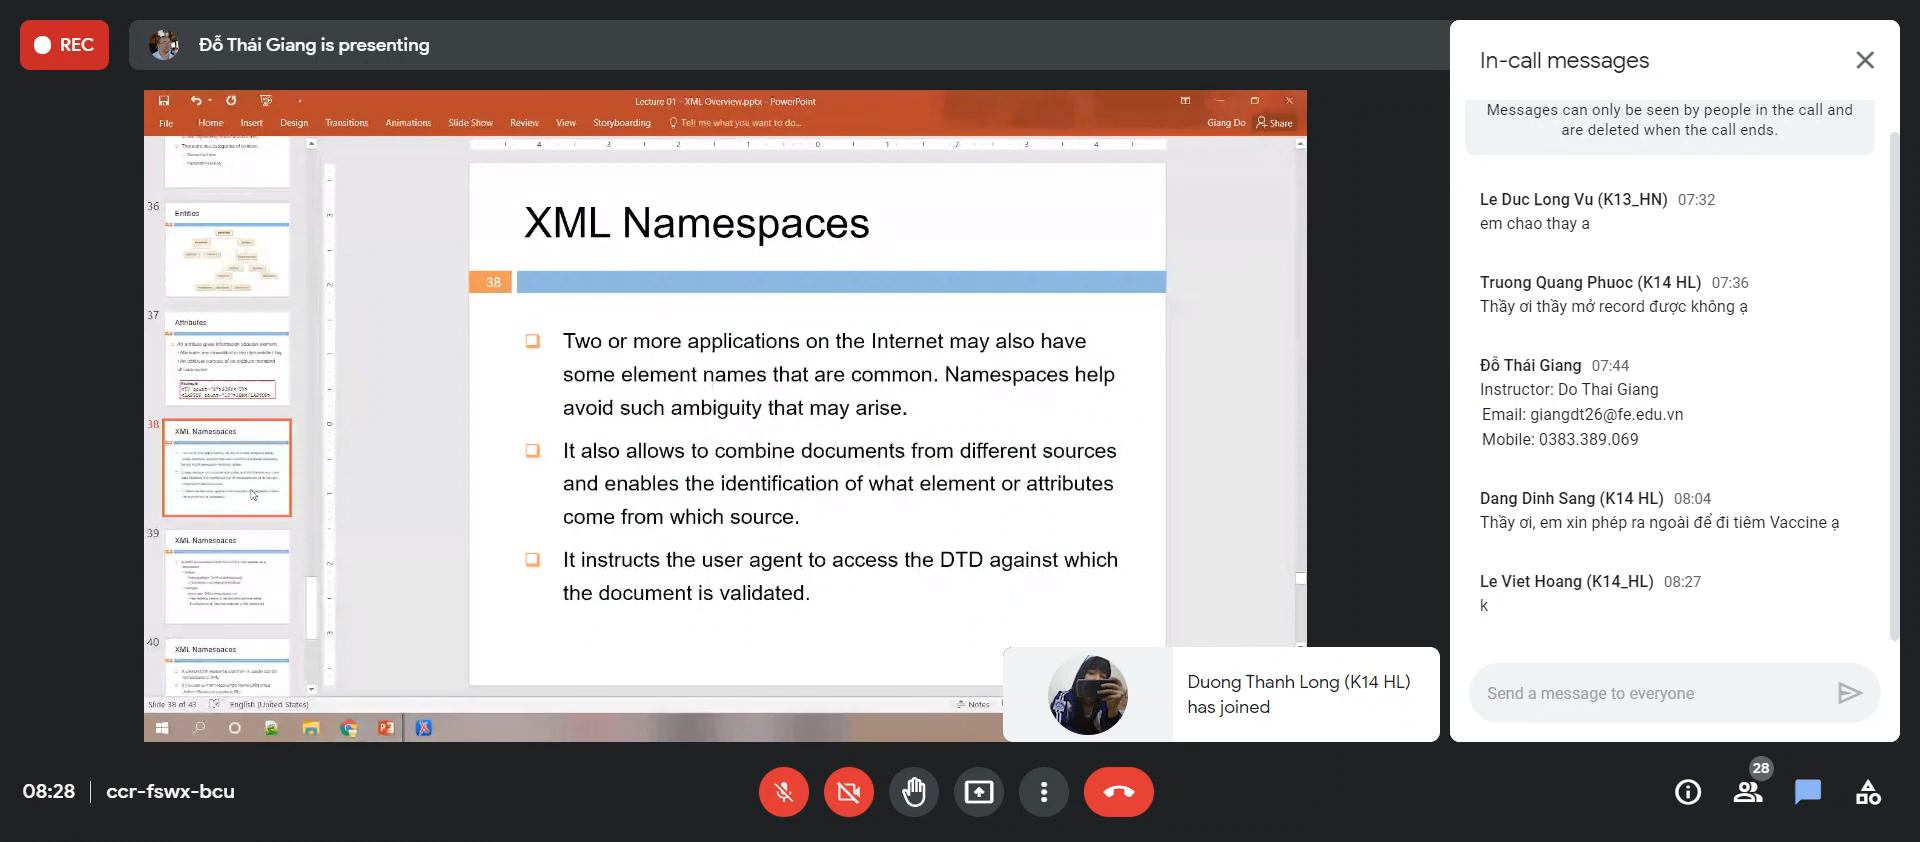 REC
Đỗ Thái Giang is presenting
Lecture 01 - XML Overview.pptx - PowerPoint
File Home Insert Design Transitions Animations Slide Show Review View Storyboarding Tell me what you want to do...
Giang Do Share
36
Entities
37
Attributes
38
XML Namespaces
39
XML Namespaces
40
XML Namespaces
XML Namespaces
38
Two or more applications on the Internet may also have
some element names that are common. Namespaces help
avoid such ambiguity that may arise.
It also allows to combine documents from different sources
and enables the identification of what element or attributes
come from which source.
It instructs the user agent to access the DTD against which
the document is validated.
Slide 38 of 43 English (United States)
Notes
Duong Thanh Long (K14 HL)
has joined
In-call messages
Messages can only be seen by people in the call and
are deleted when the call ends.
Le Duc Long Vu (K13_HN) 07:32
em chao thay a
Truong Quang Phuoc (K14 HL) 07:36
Thầy ơi thầy mở record được không ạ
Đỗ Thái Giang 07:44
Instructor: Do Thai Giang
Email: giangdt26@fe.edu.vn
Mobile: 0383.389.069
Dang Dinh Sang (K14 HL) 08:04
Thầy ơi, em xin phép ra ngoài để đi tiêm Vaccine ạ
Le Viet Hoang (K14_HL) 08:27
k
Send a message to everyone
08:28 ccr-fswx-bcu
28